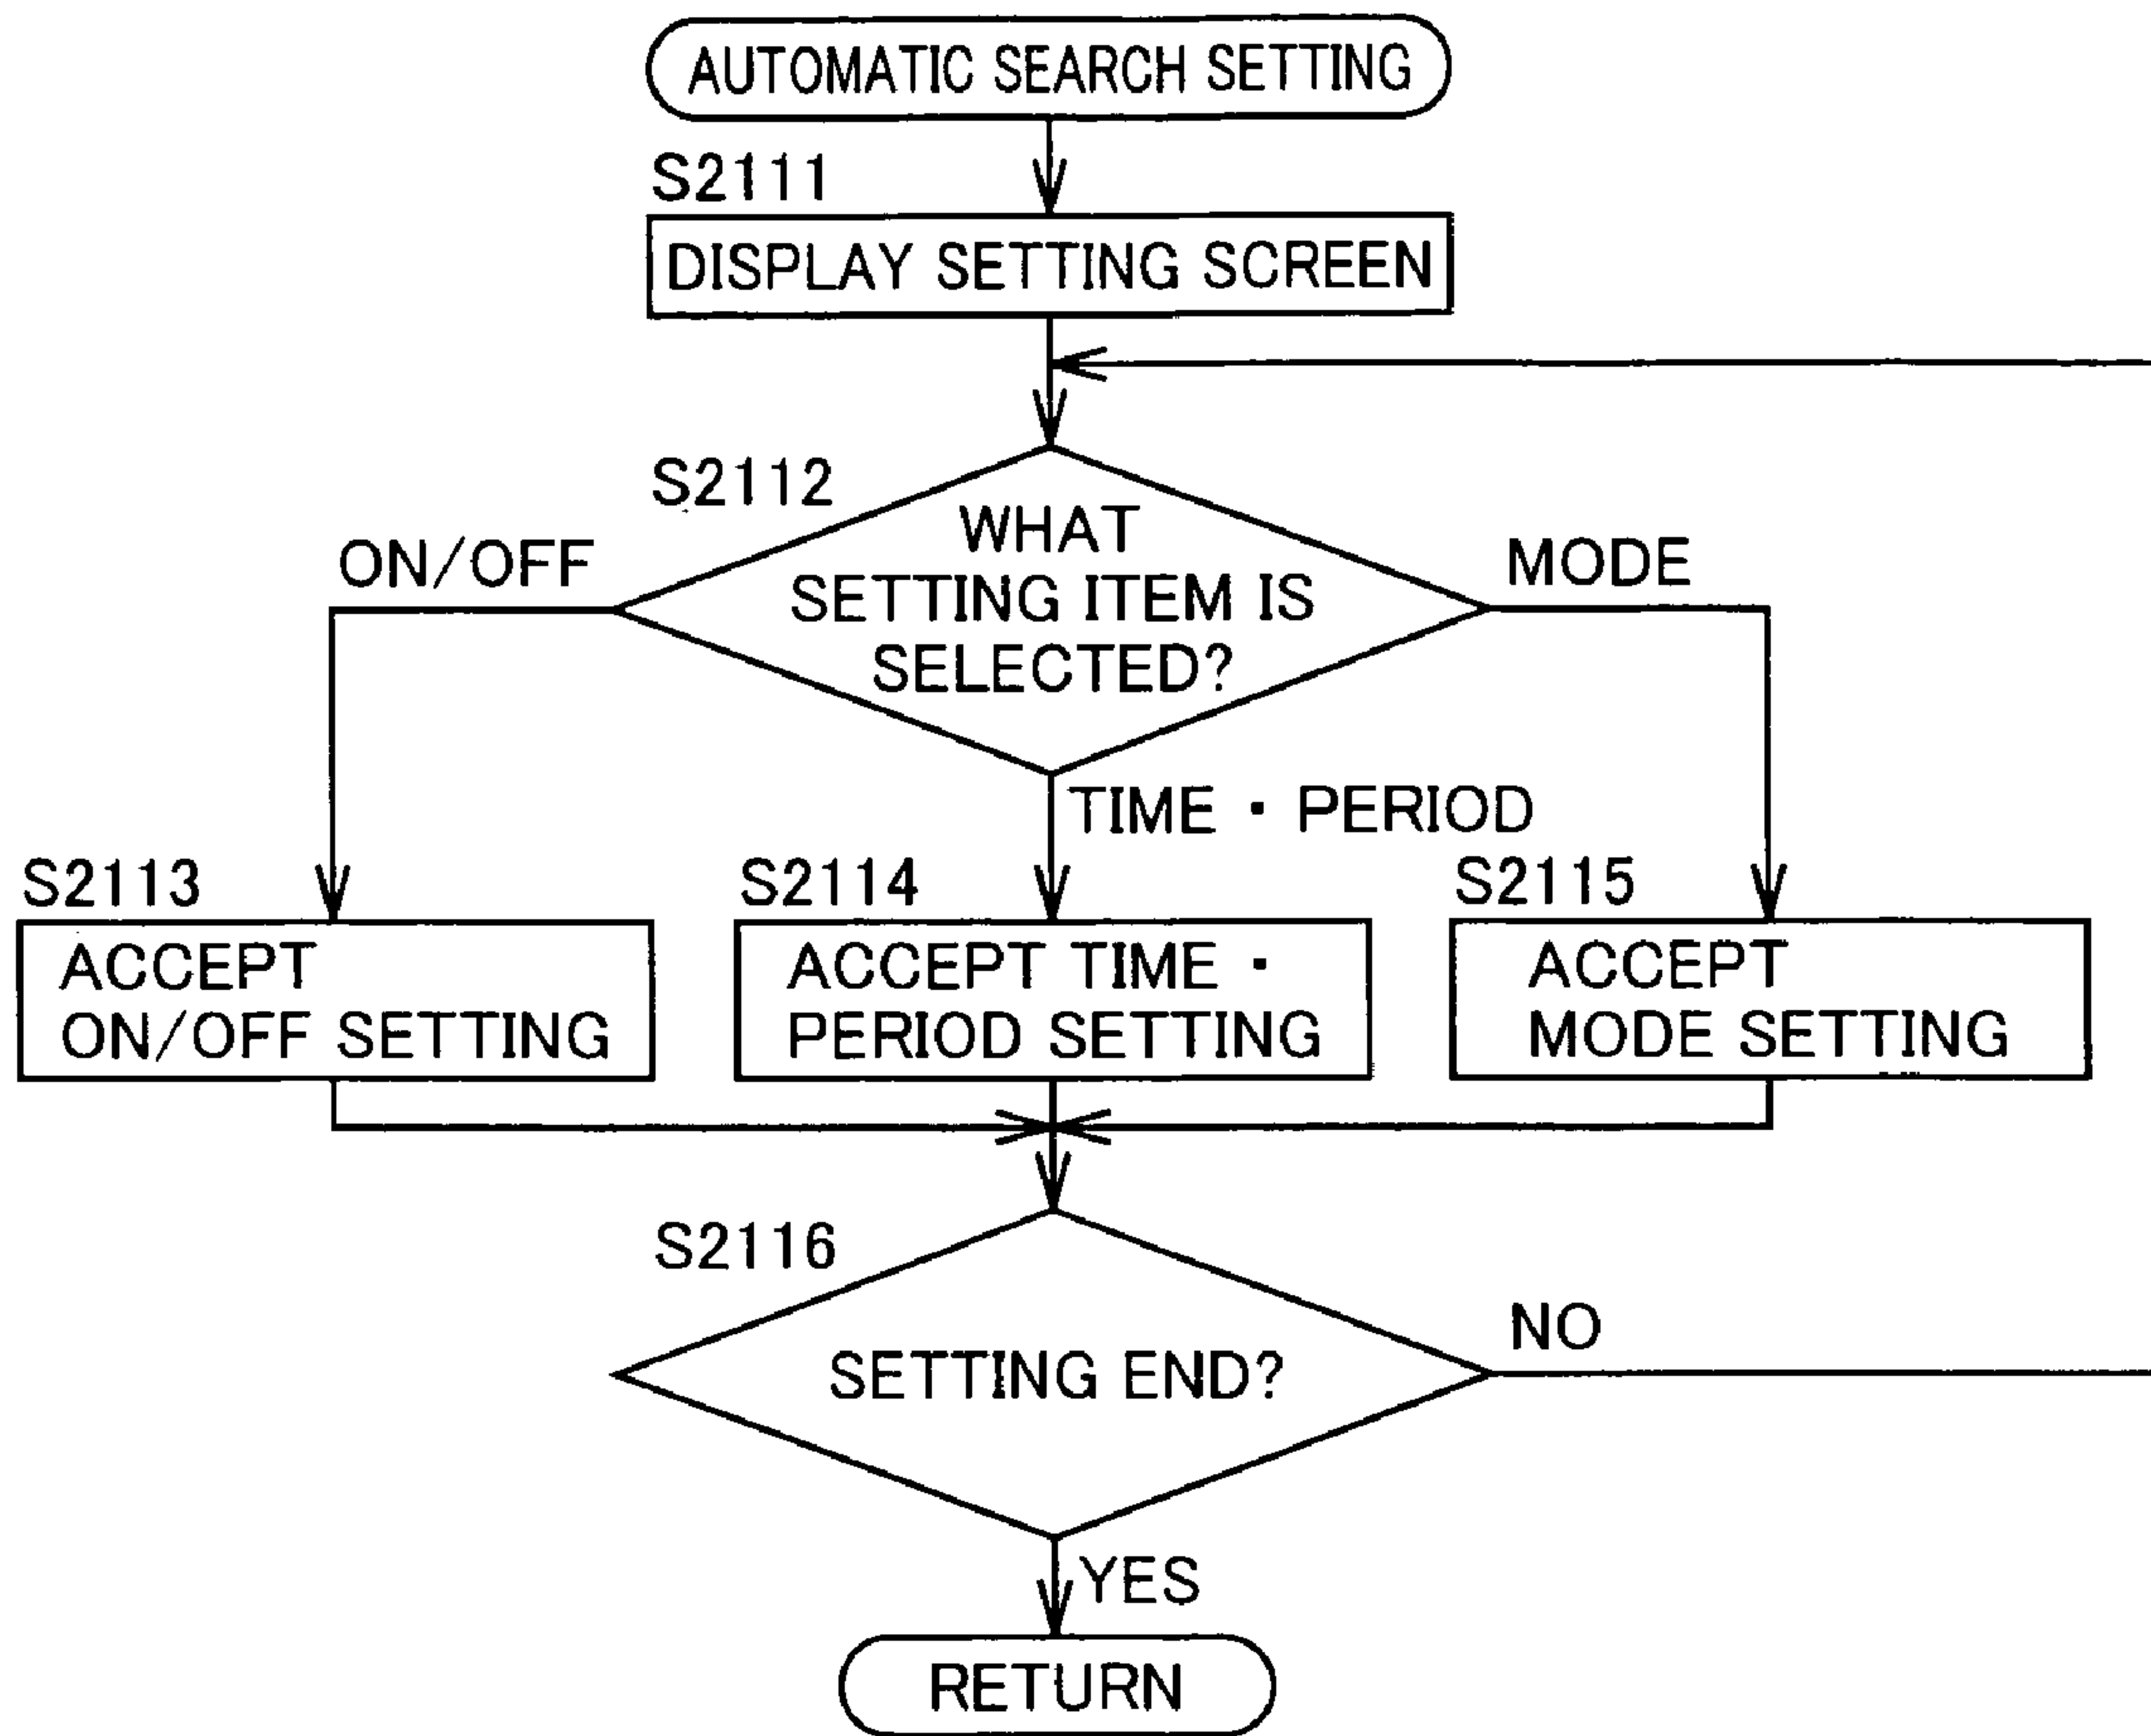 AUTOMATIC SEARCH SETTING
S2111
DISPLAY SETTING SCREEN
S2112
WHAT
SETTING ITEM IS
SELECTED?
ON/OFF
MODE
TIME・PERIOD
S2113
ACCEPT
ON/OFF SETTING
S2114
ACCEPT TIME・
PERIOD SETTING
S2115
ACCEPT
MODE SETTING
S2116
SETTING END?
NO
YES
RETURN